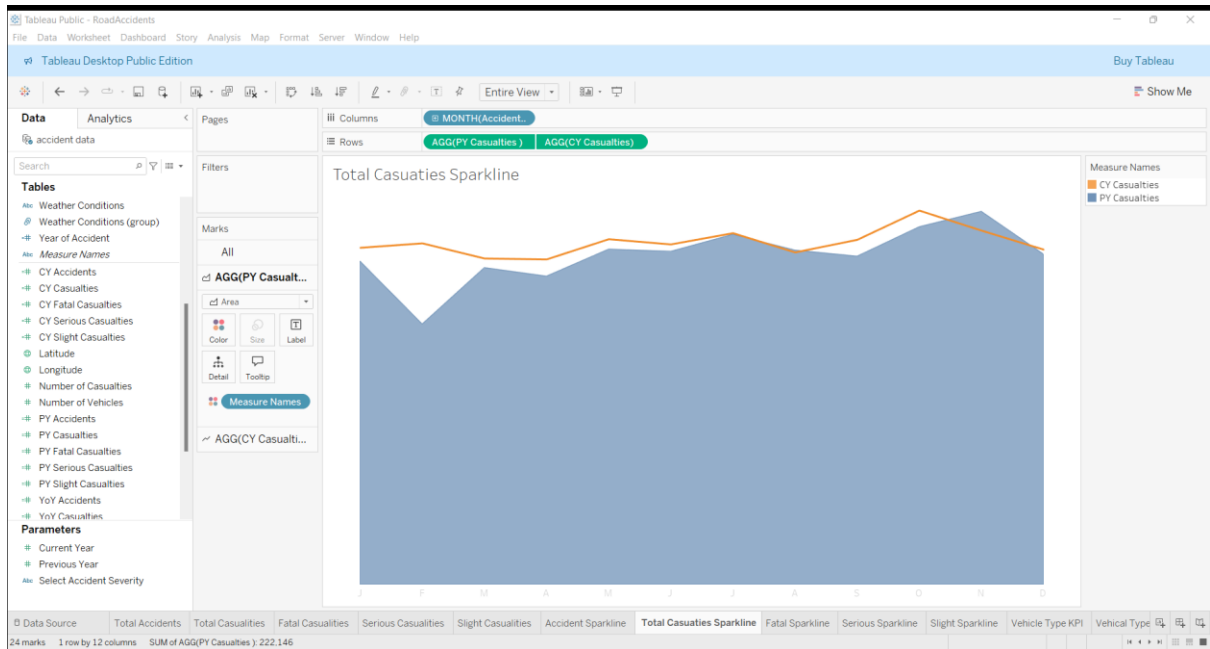 Tableau Public - RoadAccidents
File Data Worksheet Dashboard Story Analysis Map Format Server Window Help
Tableau Desktop Public Edition
Buy Tableau
Entire View
Show Me
Data Analytics
accident data
Search
Tables
Abc Weather Conditions
Weather Conditions (group)
=# Year of Accident
Abc Measure Names
=# CY Accidents
=# CY Casualties
=# CY Fatal Casualties
=# CY Serious Casualties
=# CY Slight Casualties
Latitude
Longitude
# Number of Casualties
# Number of Vehicles
=# PY Accidents
=# PY Casualties
=# PY Fatal Casualties
=# PY Serious Casualties
=# PY Slight Casualties
=# YoY Accidents
=# YoY Casualties
Parameters
# Current Year
# Previous Year
Abc Select Accident Severity
Pages
Filters
Marks
All
AGG(PY Casualt...
Area
Color Size Label
Detail Tooltip
Measure Names
AGG(CY Casualti...
Columns MONTH(Accident..
Rows AGG(PY Casualties ) AGG(CY Casualties)
Total Casuaties Sparkline
J F M A M J J A S O N D
Measure Names
CY Casualties
PY Casualties
Data Source Total Accidents Total Casualities Fatal Casualities Serious Casualities Slight Casualities Accident Sparkline Total Casuaties Sparkline Fatal Sparkline Serious Sparkline Slight Sparkline Vehicle Type KPI Vehical Type
24 marks 1 row by 12 columns SUM of AGG(PY Casualties ): 222,146